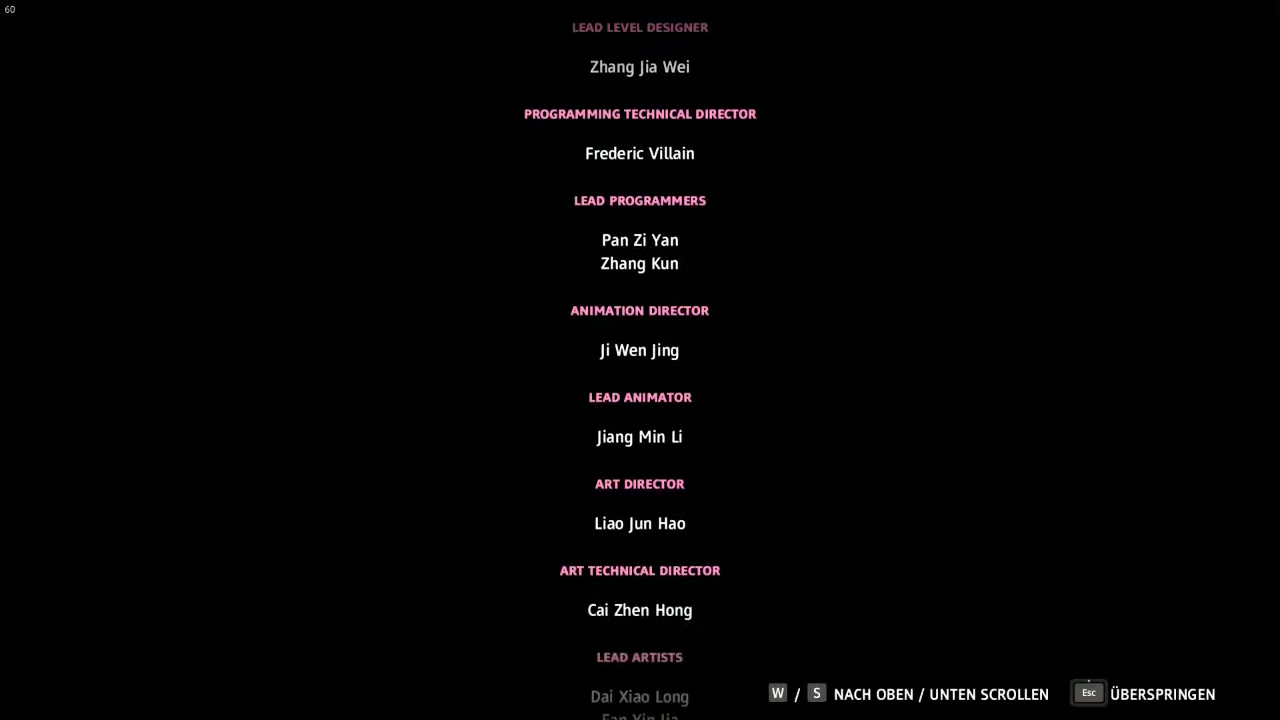 60
LEAD LEVEL DESIGNER
Zhang Jia Wei
PROGRAMMING TECHNICAL DIRECTOR
Frederic Villain
LEAD PROGRAMMERS
Pan Zi Yan
Zhang Kun
ANIMATION DIRECTOR
Ji Wen Jing
LEAD ANIMATOR
Jiang Min Li
ART DIRECTOR
Liao Jun Hao
ART TECHNICAL DIRECTOR
Cai Zhen Hong
LEAD ARTISTS
Dai Xiao Long
W / S NACH OBEN / UNTEN SCROLLEN Esc ÜBERSPRINGEN